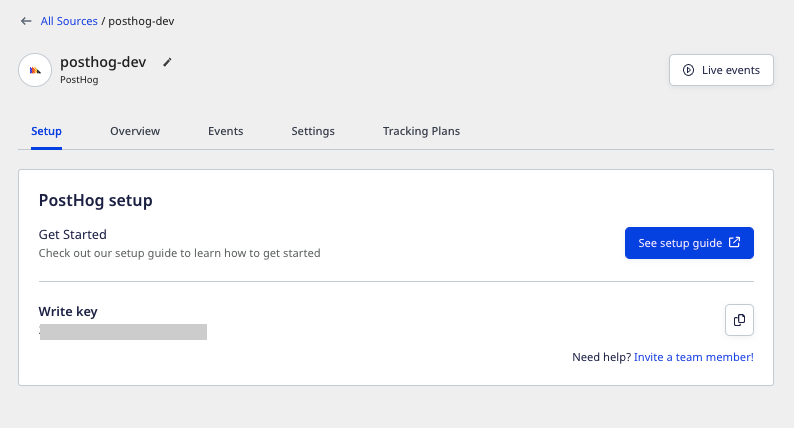 All Sources / posthog-dev
posthog-dev
PostHog
Live events
Setup Overview Events Settings Tracking Plans
PostHog setup
Get Started
Check out our setup guide to learn how to get started
See setup guide
Write key
Need help? Invite a team member!